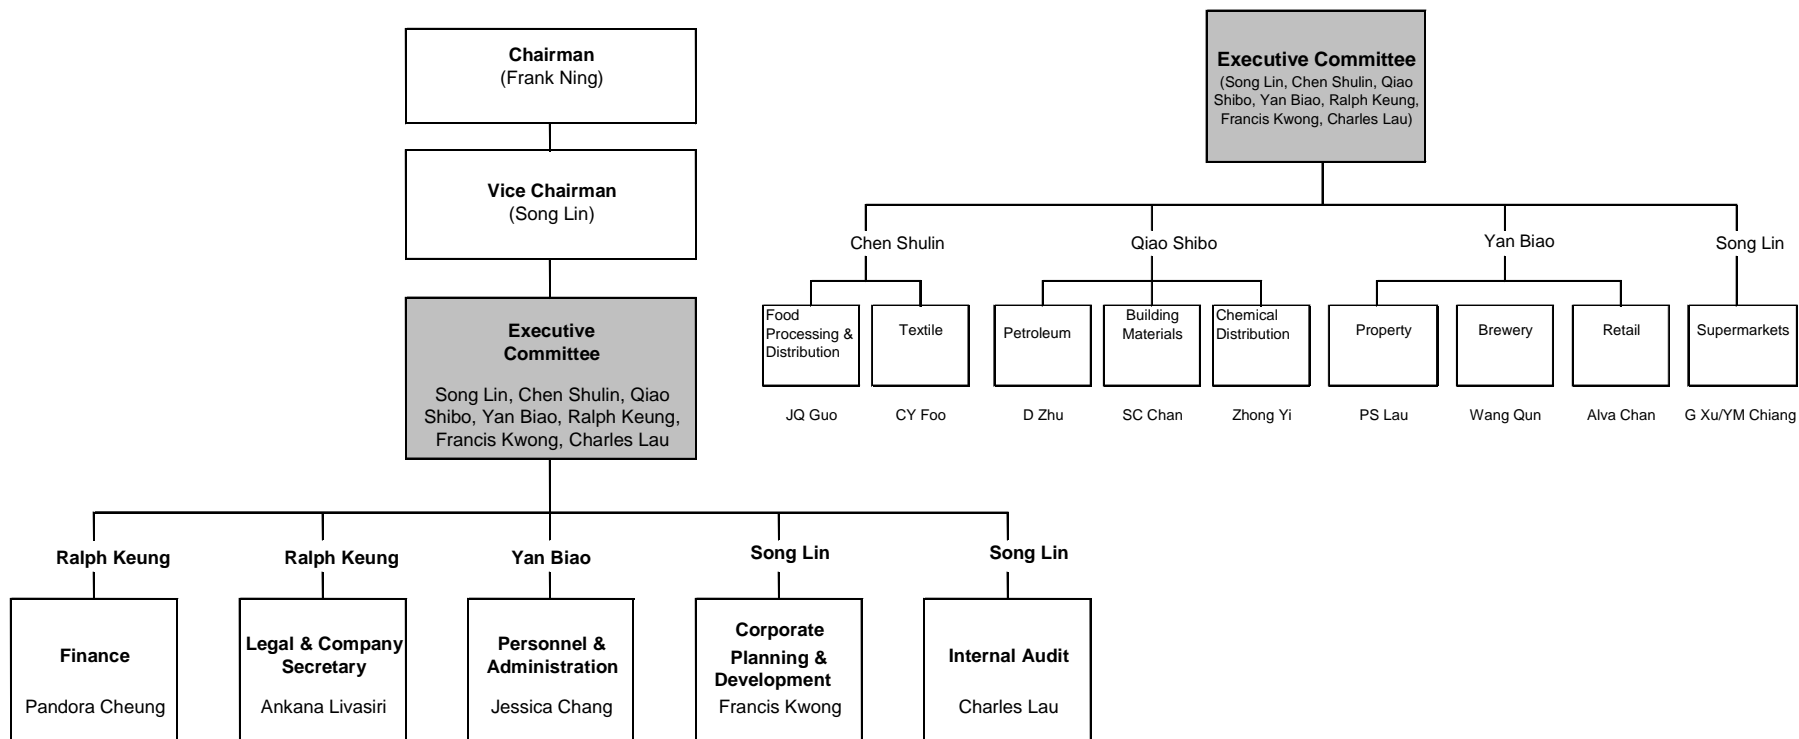 Chairman
(Frank Ning)
Vice Chairman
(Song Lin)
Executive
Committee
Song Lin, Chen Shulin, Qiao
Shibo, Yan Biao, Ralph Keung,
Francis Kwong, Charles Lau
Ralph Keung
Ralph Keung
Yan Biao
Song Lin
Song Lin
Finance
Pandora Cheung
Legal & Company
Secretary
Ankana Livasiri
Personnel &
Administration
Jessica Chang
Corporate
Planning &
Development
Francis Kwong
Internal Audit
Charles Lau
Executive Committee
(Song Lin, Chen Shulin, Qiao
Shibo, Yan Biao, Ralph Keung,
Francis Kwong, Charles Lau)
Chen Shulin
Qiao Shibo
Yan Biao
Song Lin
Food
Processing &
Distribution
Textile
Petroleum
Building
Materials
Chemical
Distribution
Property
Brewery
Retail
Supermarkets
JQ Guo
CY Foo
D Zhu
SC Chan
Zhong Yi
PS Lau
Wang Qun
Alva Chan
G Xu/YM Chiang